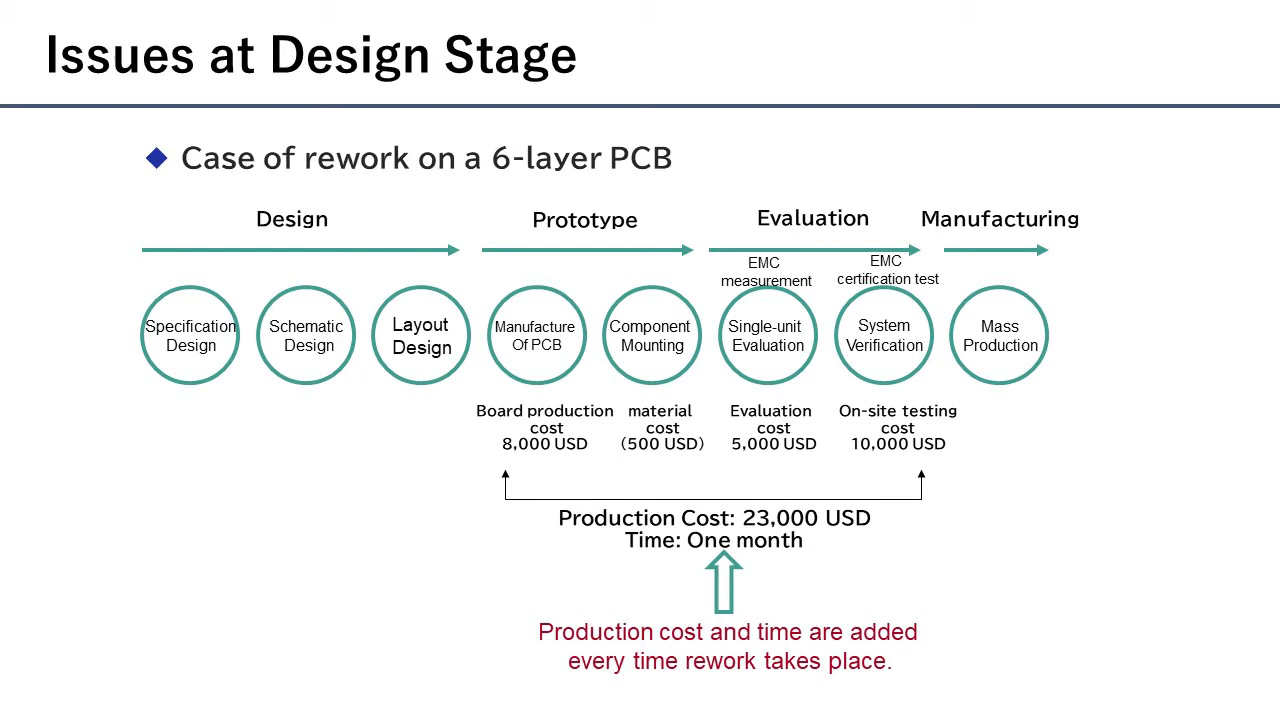 Issues at Design Stage
Case of rework on a 6-layer PCB
Design
Prototype
Evaluation
Manufacturing
EMC
measurement
EMC
certification test
Specification
Design
Schematic
Design
Layout
Design
Manufacture
Of PCB
Component
Mounting
Single-unit
Evaluation
System
Verification
Mass
Production
Board production
cost
8,000 USD
material
cost
(500 USD)
Evaluation
cost
5,000 USD
On-site testing
cost
10,000 USD
Production Cost: 23,000 USD
Time: One month
Production cost and time are added
every time rework takes place.